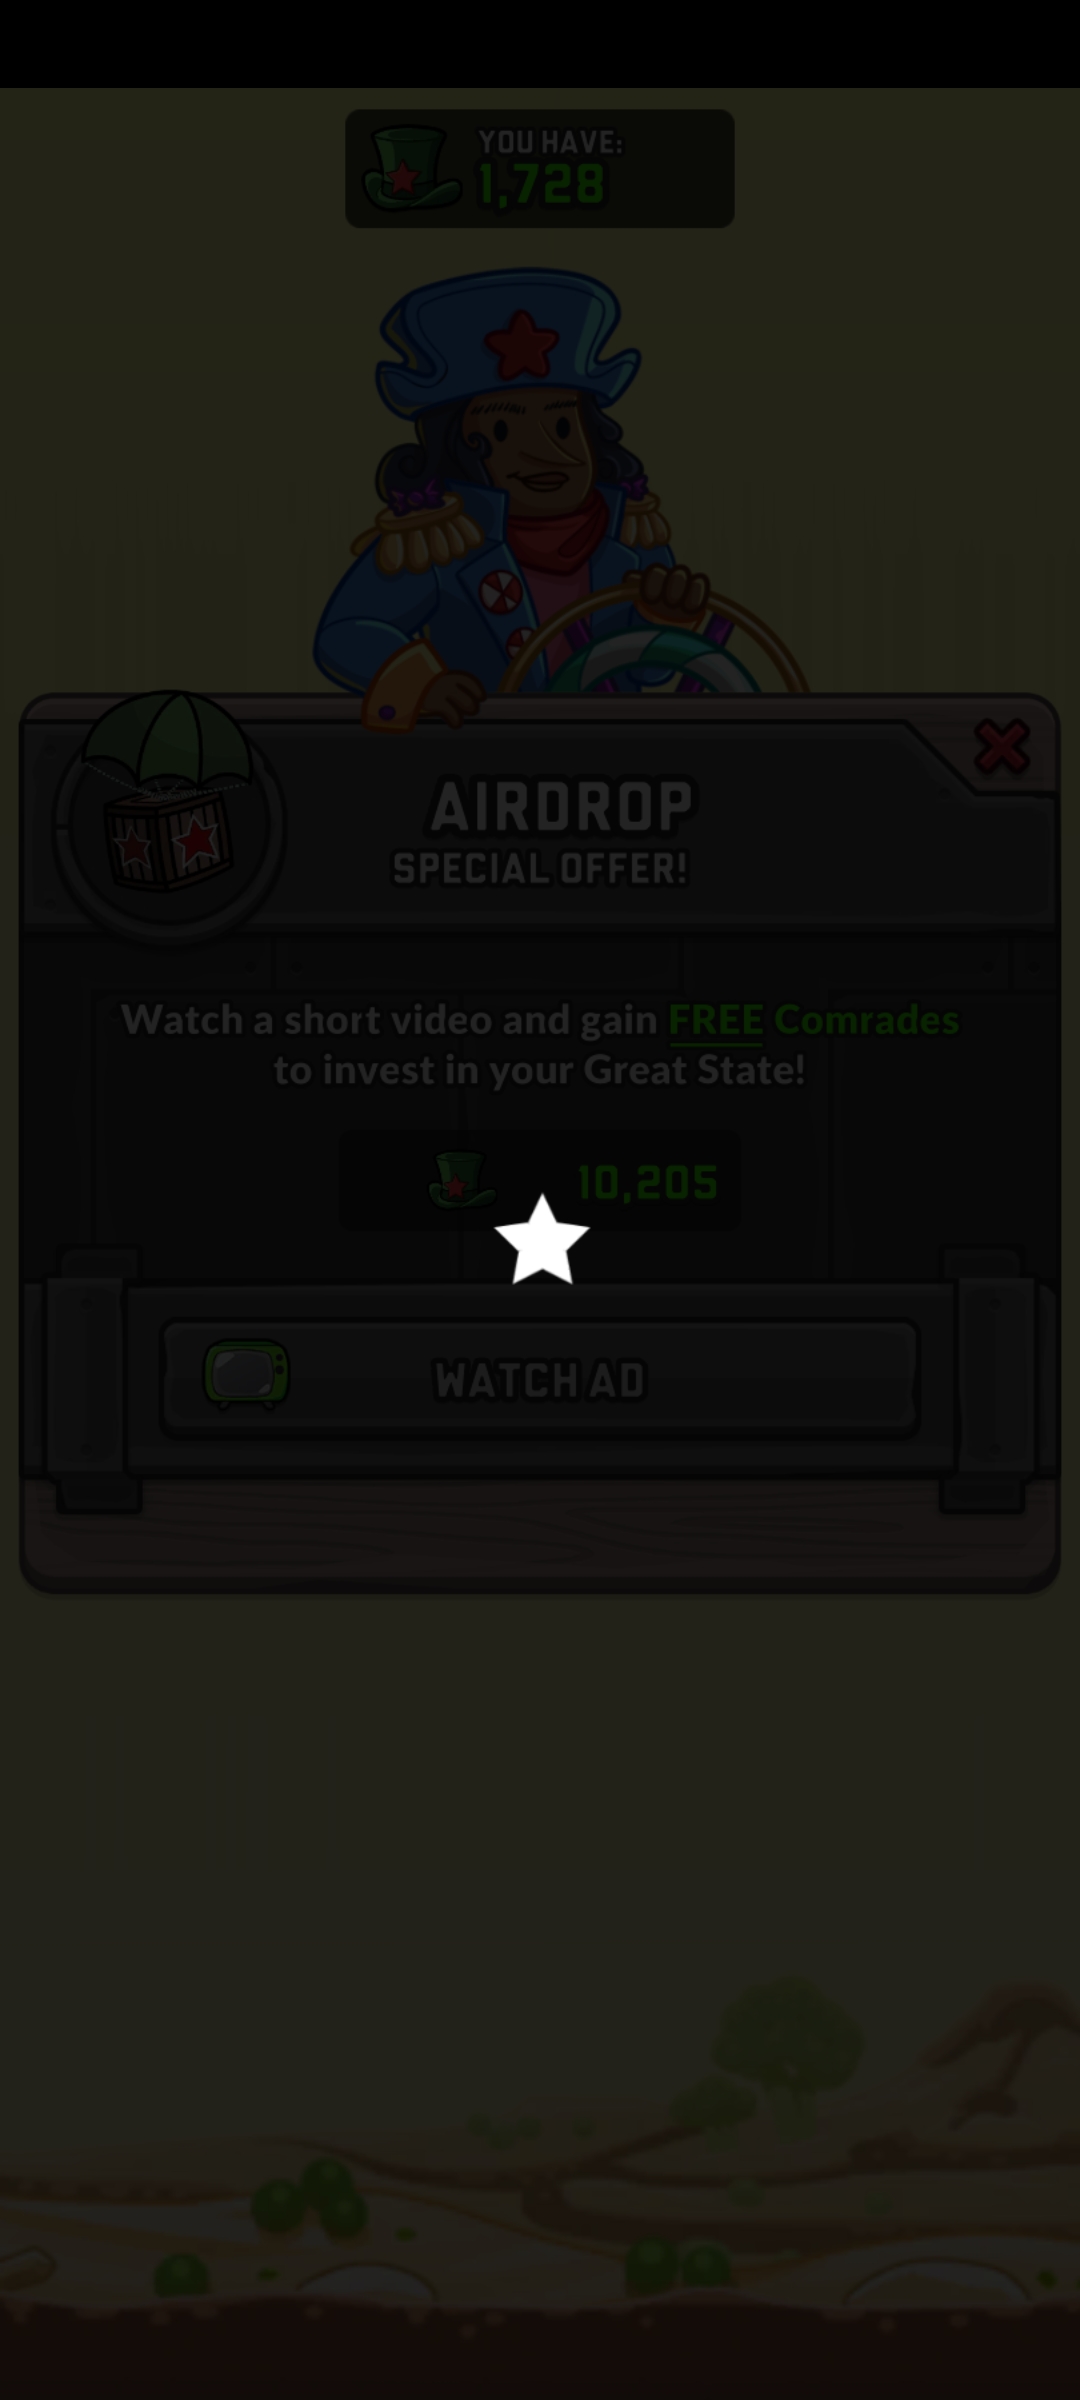 YOU HAVE:
1,728
AIRDROP
SPECIAL OFFER!
Watch a short video and gain FREE Comrades
to invest in your Great State!
10,205
WATCH AD